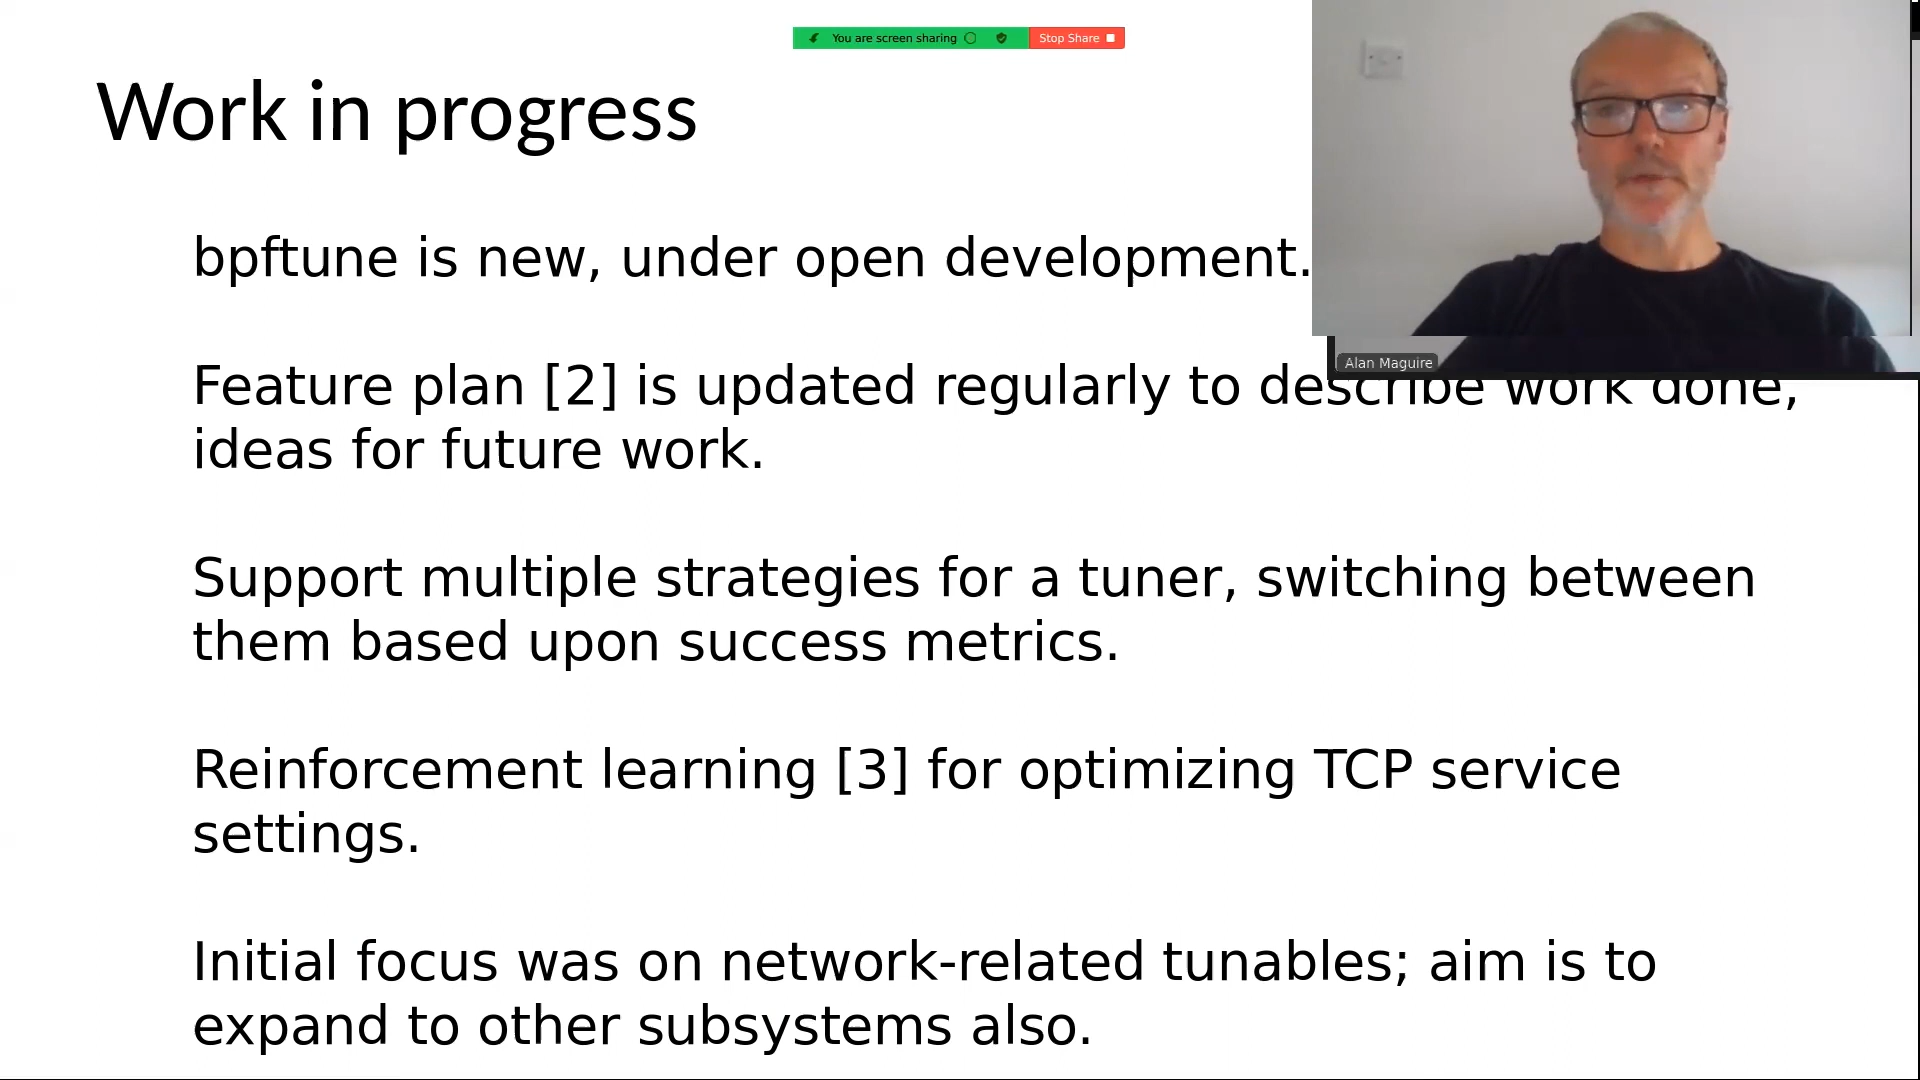 You are screen sharing
Stop Share
Work in progress
bpftune is new, under open development.
Alan Maguire
Feature plan [2] is updated regularly to describe work done,
ideas for future work.
Support multiple strategies for a tuner, switching between
them based upon success metrics.
Reinforcement learning [3] for optimizing TCP service
settings.
Initial focus was on network-related tunables; aim is to
expand to other subsystems also.